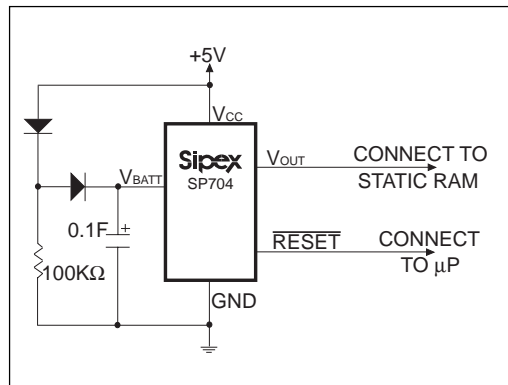 +5V
VCC
Sipex
SP704
VBATT
VOUT
CONNECT TO
STATIC RAM
0.1F
+
RESET
CONNECT
TO μP
100KΩ
GND